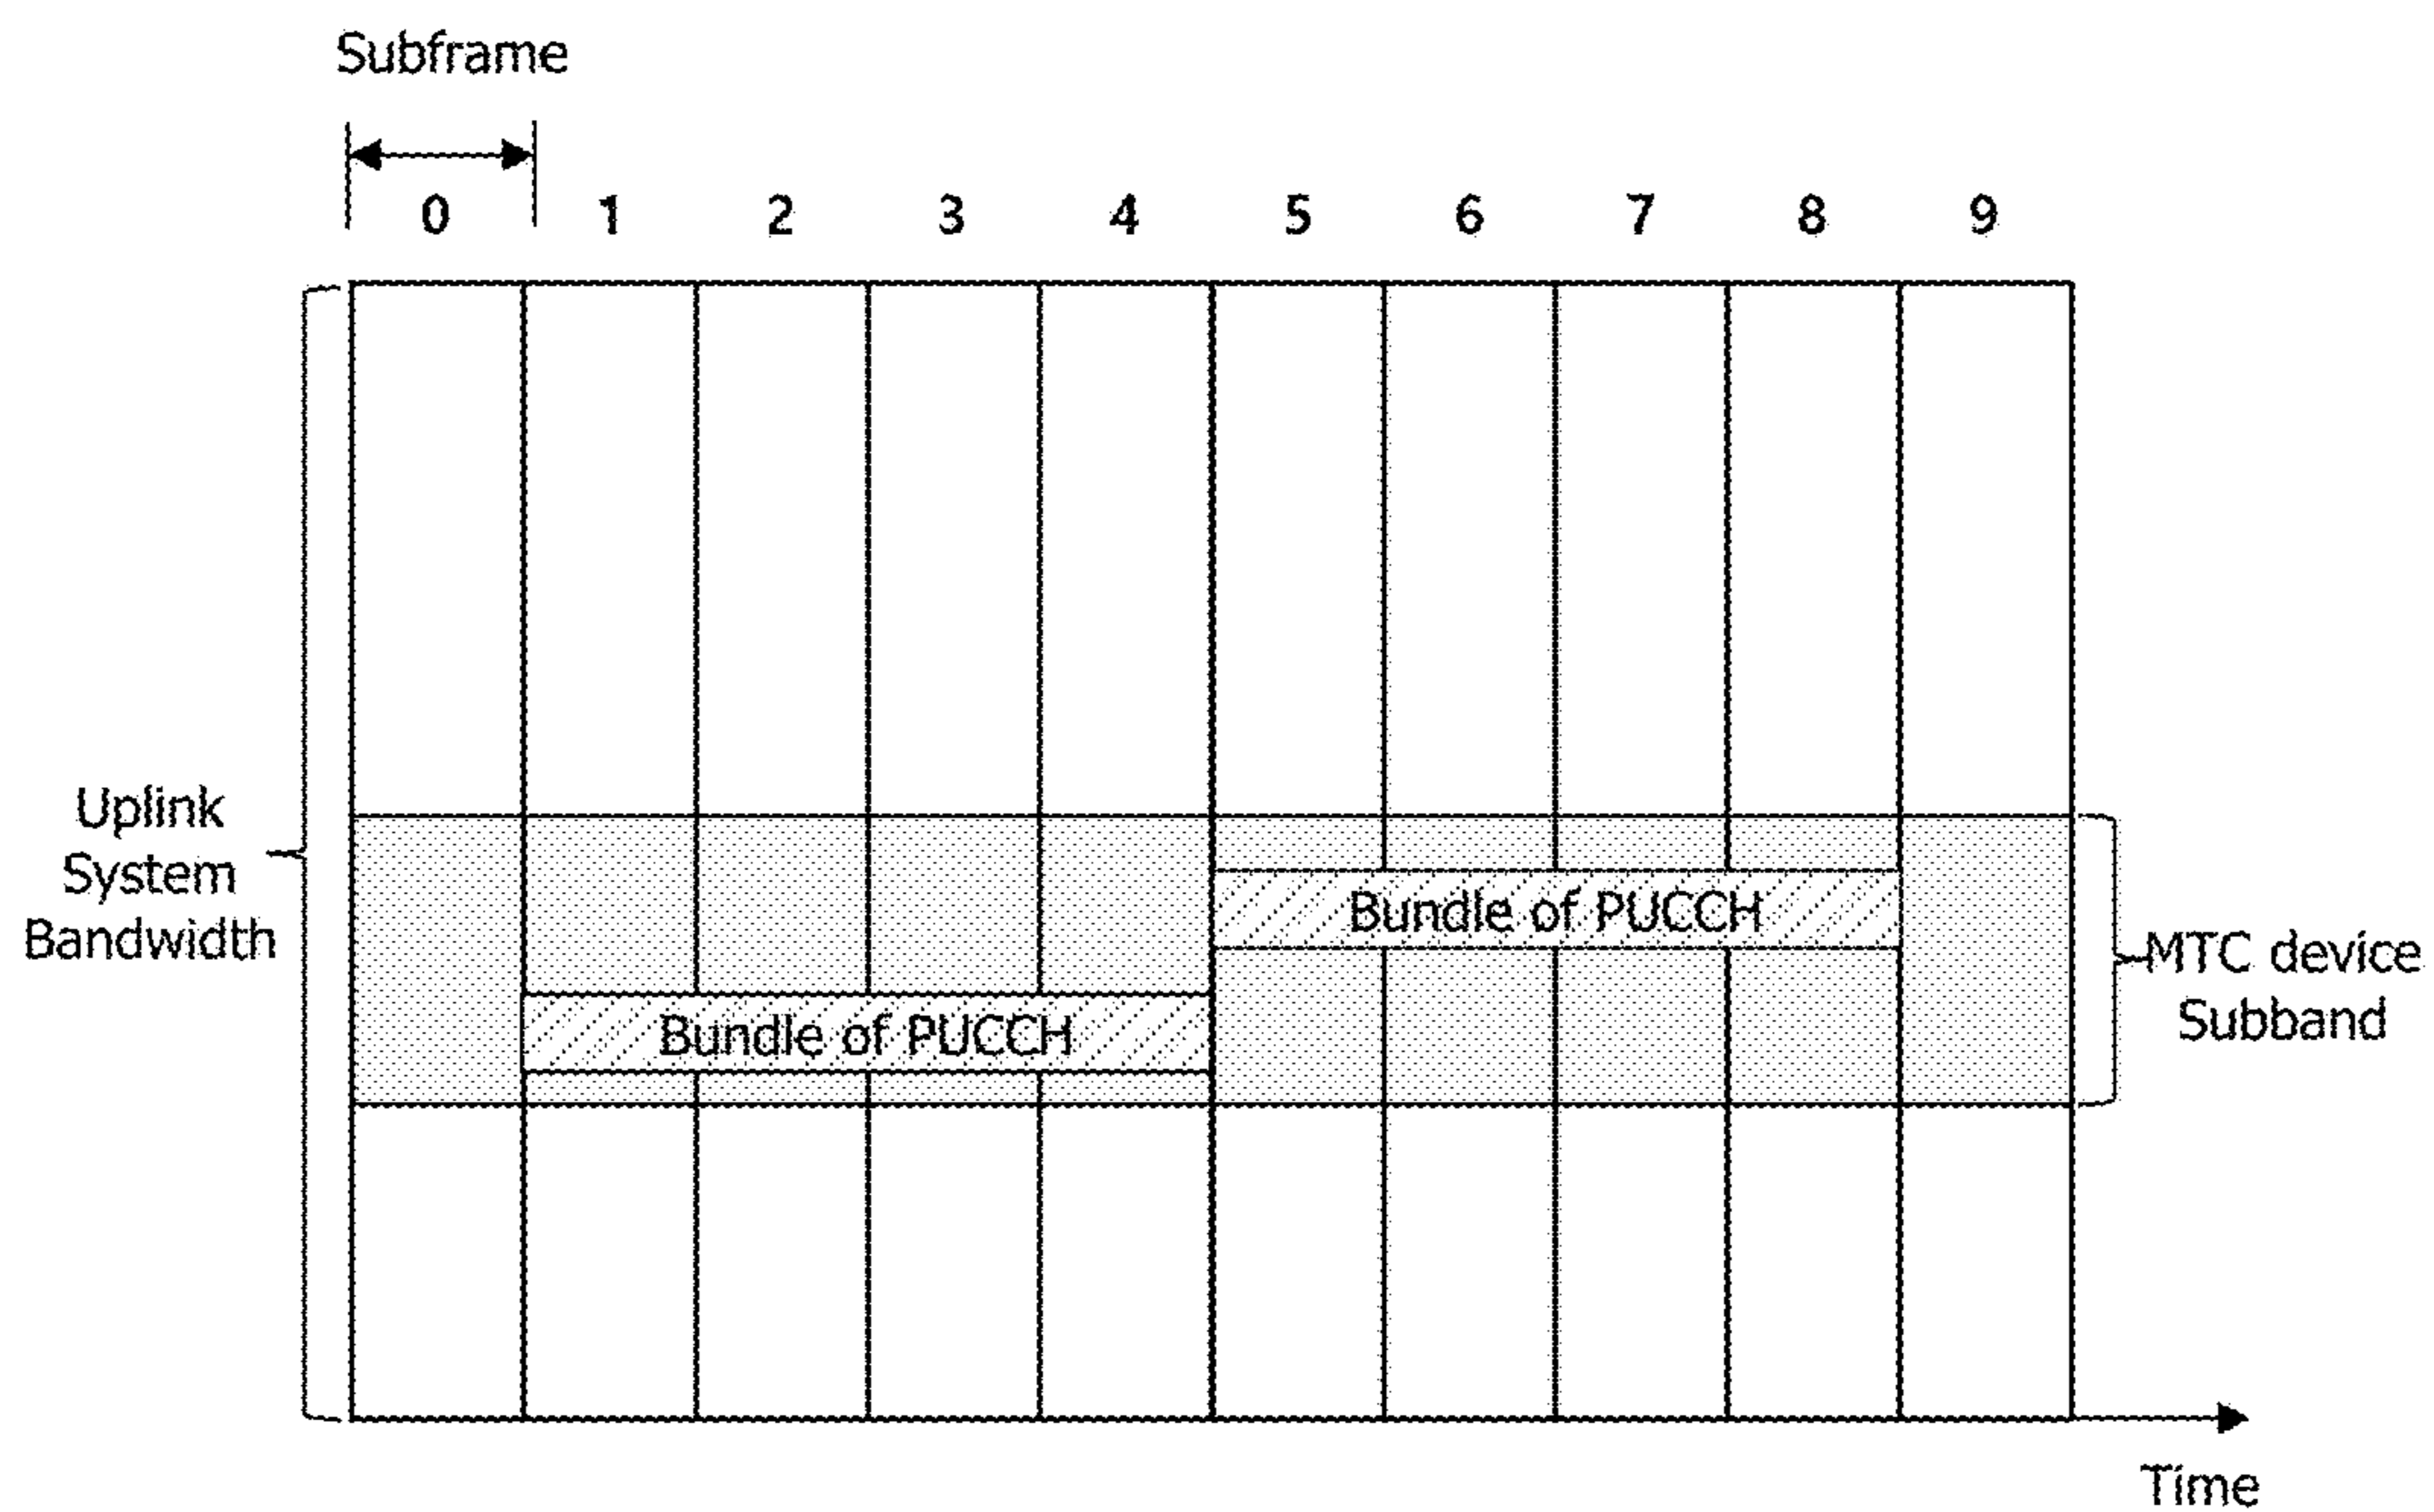 Subframe
0 1 2 3 4 5 6 7 8 9
Uplink
System
Bandwidth
Bundle of PUCCH
Bundle of PUCCH
MTC device
Subband
Time